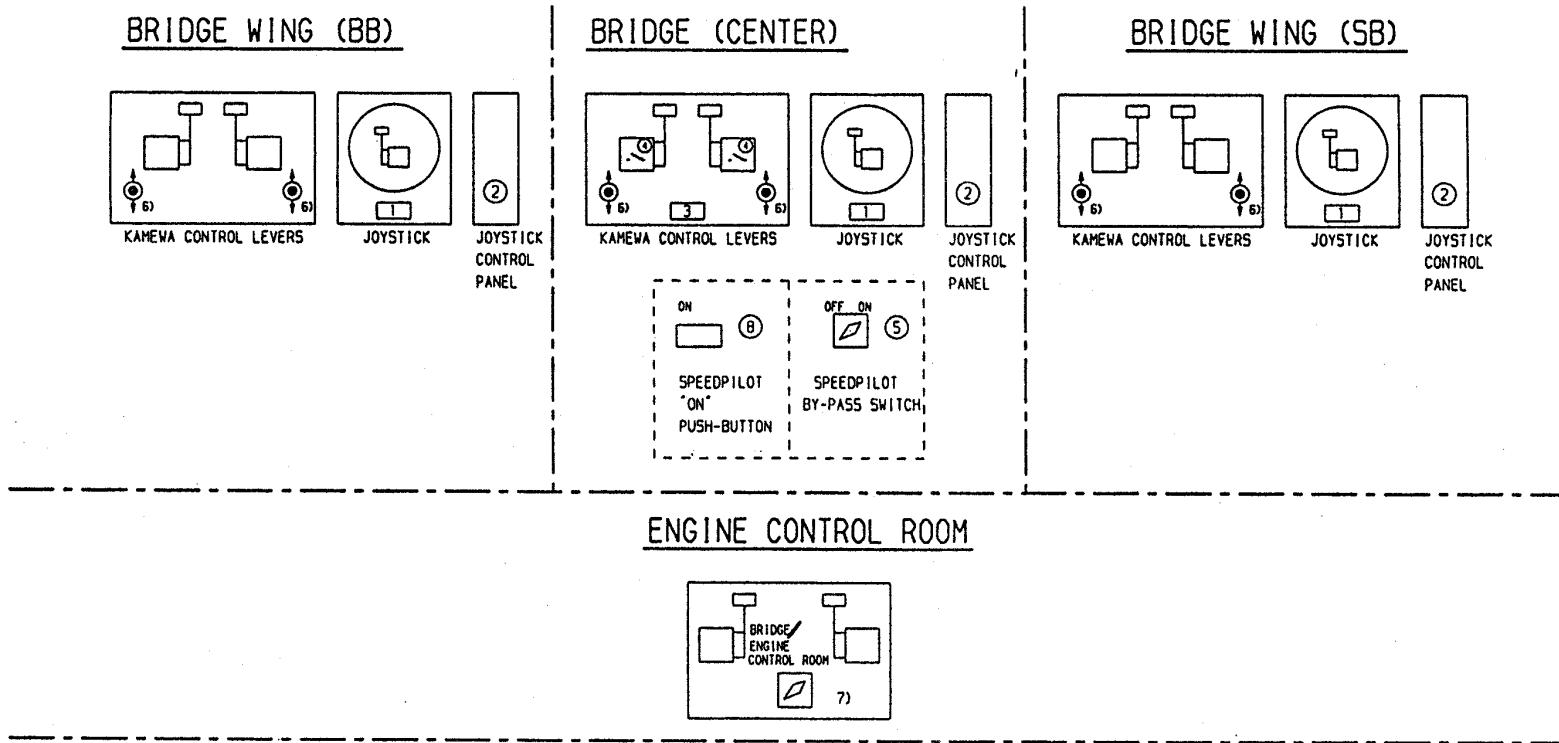 BRIDGE WING (BB)
6)
6)
KAMEWA CONTROL LEVERS
1
JOYSTICK
2
JOYSTICK
CONTROL
PANEL
BRIDGE (CENTER)
4
4
6)
3
6)
KAMEWA CONTROL LEVERS
1
JOYSTICK
2
JOYSTICK
CONTROL
PANEL
ON
8
SPEEDPILOT
"ON"
PUSH-BUTTON
OFF ON
5
SPEEDPILOT
BY-PASS SWITCH
BRIDGE WING (SB)
6)
6)
KAMEWA CONTROL LEVERS
1
JOYSTICK
2
JOYSTICK
CONTROL
PANEL
ENGINE CONTROL ROOM
BRIDGE/
ENGINE
CONTROL ROOM
7)